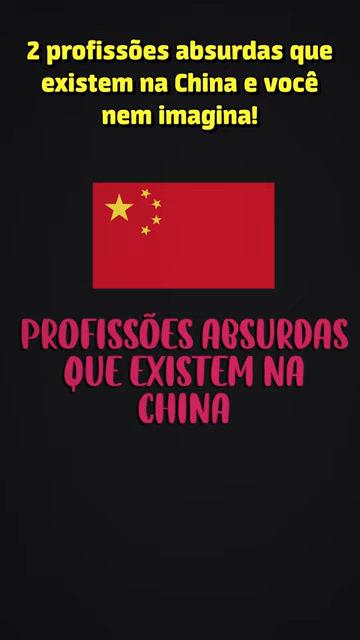 2 profissões absurdas que
existem na China e você
nem imagina!
PROFISSÕES ABSURDAS
QUE EXISTEM NA
CHINA